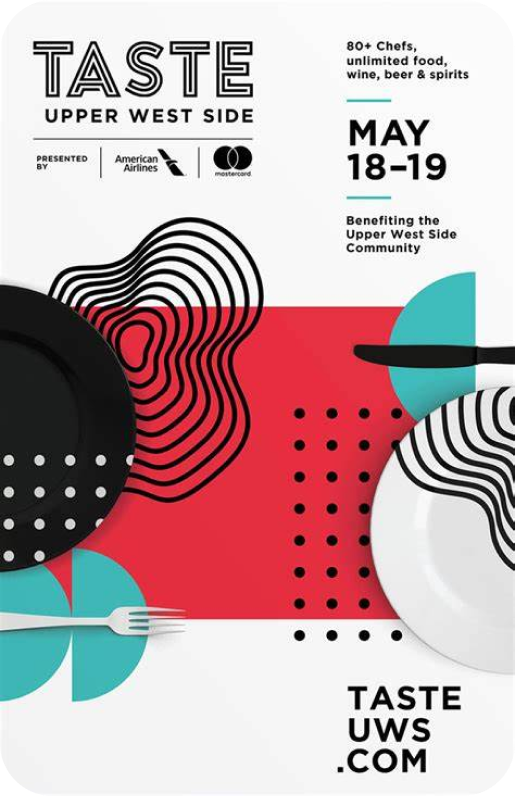 TASTE
UPPER WEST SIDE
PRESENTED
BY
American
Airlines
mastercard
80+ Chefs,
unlimited food,
wine, beer & spirits
MAY
18–19
Benefiting the
Upper West Side
Community
TASTE
UWS
.COM